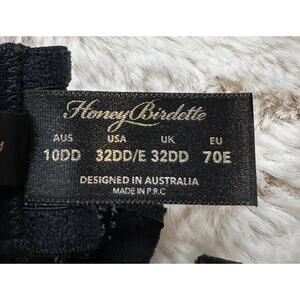 Honey Birdette
AUS USA UK EU
10DD 32DD/E 32DD 70E
DESIGNED IN AUSTRALIA
MADE IN P.R.C